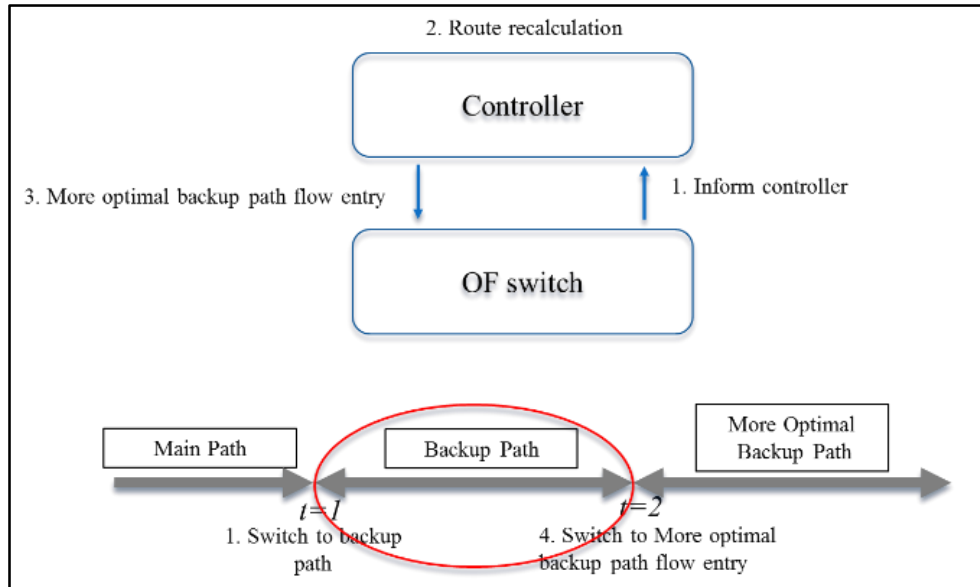 2. Route recalculation
Controller
3. More optimal backup path flow entry
1. Inform controller
OF switch
Main Path
Backup Path
More Optimal
Backup Path
t=1
t=2
1. Switch to backup
path
4. Switch to More optimal
backup path flow entry